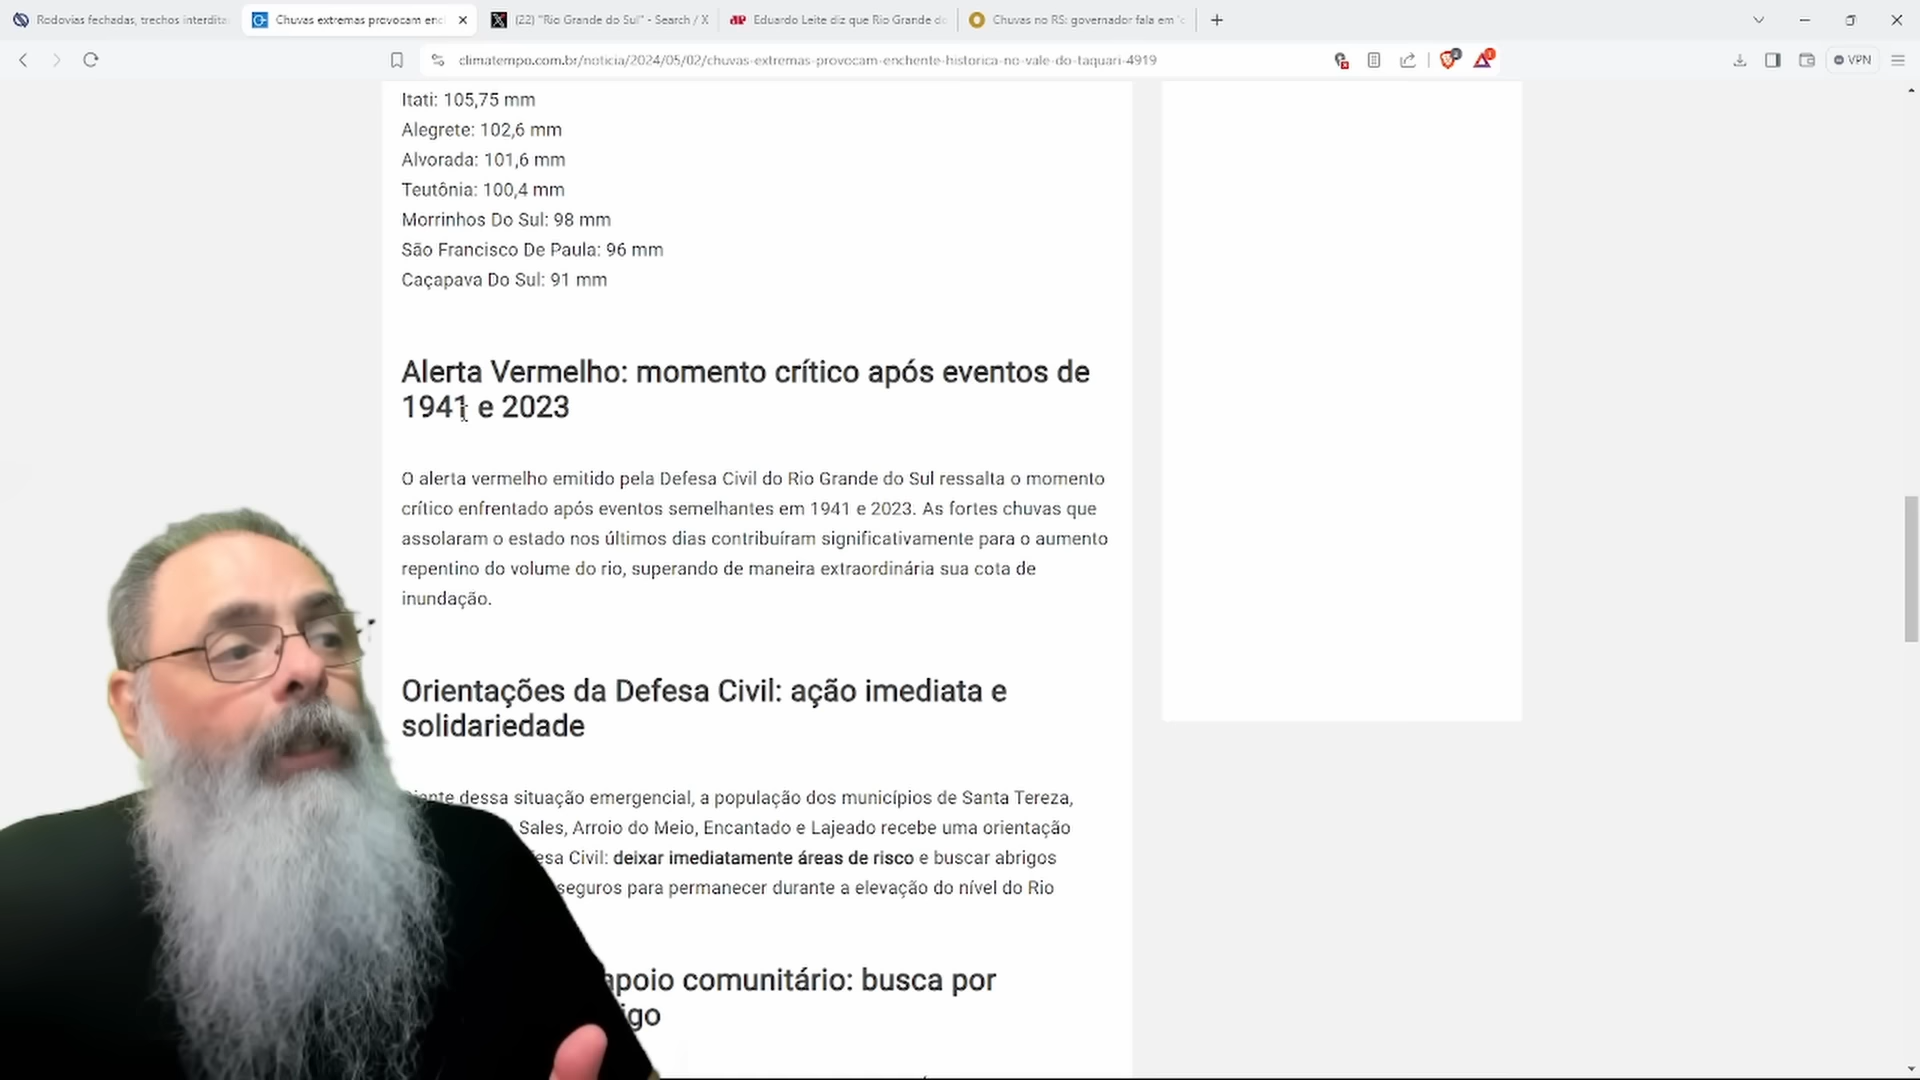 Rodovias fechadas, trechos interdita
Chuvas extremas provocam enc
(22) "Rio Grande do Sul" - Search / X
Eduardo Leite diz que Rio Grande do
Chuvas no RS: governador fala em 'c
climatempo.com.br/noticia/2024/05/02/chuvas-extremas-provocam-enchente-historica-no-vale-do-taquari-4919
VPN
Itati: 105,75 mm
Alegrete: 102,6 mm
Alvorada: 101,6 mm
Teutônia: 100,4 mm
Morrinhos Do Sul: 98 mm
São Francisco De Paula: 96 mm
Caçapava Do Sul: 91 mm
Alerta Vermelho: momento crítico após eventos de
1941 e 2023
O alerta vermelho emitido pela Defesa Civil do Rio Grande do Sul ressalta o momento
crítico enfrentado após eventos semelhantes em 1941 e 2023. As fortes chuvas que
assolaram o estado nos últimos dias contribuíram significativamente para o aumento
repentino do volume do rio, superando de maneira extraordinária sua cota de
inundação.
Orientações da Defesa Civil: ação imediata e
solidariedade
dessa situação emergencial, a população dos municípios de Santa Tereza,
Sales, Arroio do Meio, Encantado e Lajeado recebe uma orientação
Civil: deixar imediatamente áreas de risco e buscar abrigos
seguros para permanecer durante a elevação do nível do Rio
apoio comunitário: busca por
igo